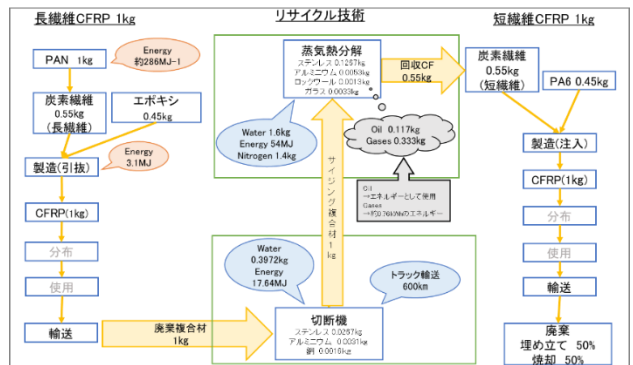 長繊維CFRP 1kg
PAN 1kg
Energy
約286MJ-1
炭素繊維
0.55kg
(長繊維)
エポキシ
0.45kg
製造(引抜)
Energy
3.1MJ
CFRP(1kg)
分布
使用
輸送
廃棄複合材
1kg
リサイクル技術
蒸気熱分解
ステンレス 0.1267kg
アルミニウム 0.0053kg
ロックウール 0.0013kg
ガラス 0.0033kg
Water 1.6kg
Energy 54MJ
Nitrogen 1.4kg
Oil 0.117kg
Gases 0.333kg
Oil
→エネルギーとして使用
Gases
のエネルギー
サイジング複合材
1kg
Water
0.3972kg
Energy
17.64MJ
トラック輸送
600km
切断機
ステンレス 0.0267kg
アルミニウム 0.0031kg
0.0016kg
回収CF
0.55kg
短繊維CFRP 1kg
炭素繊維
0.55kg
(短繊維)
PA6 0.45kg
製造(注入)
CFRP(1kg)
分布
使用
輸送
廃棄
埋め立て 50%
焼却 50%